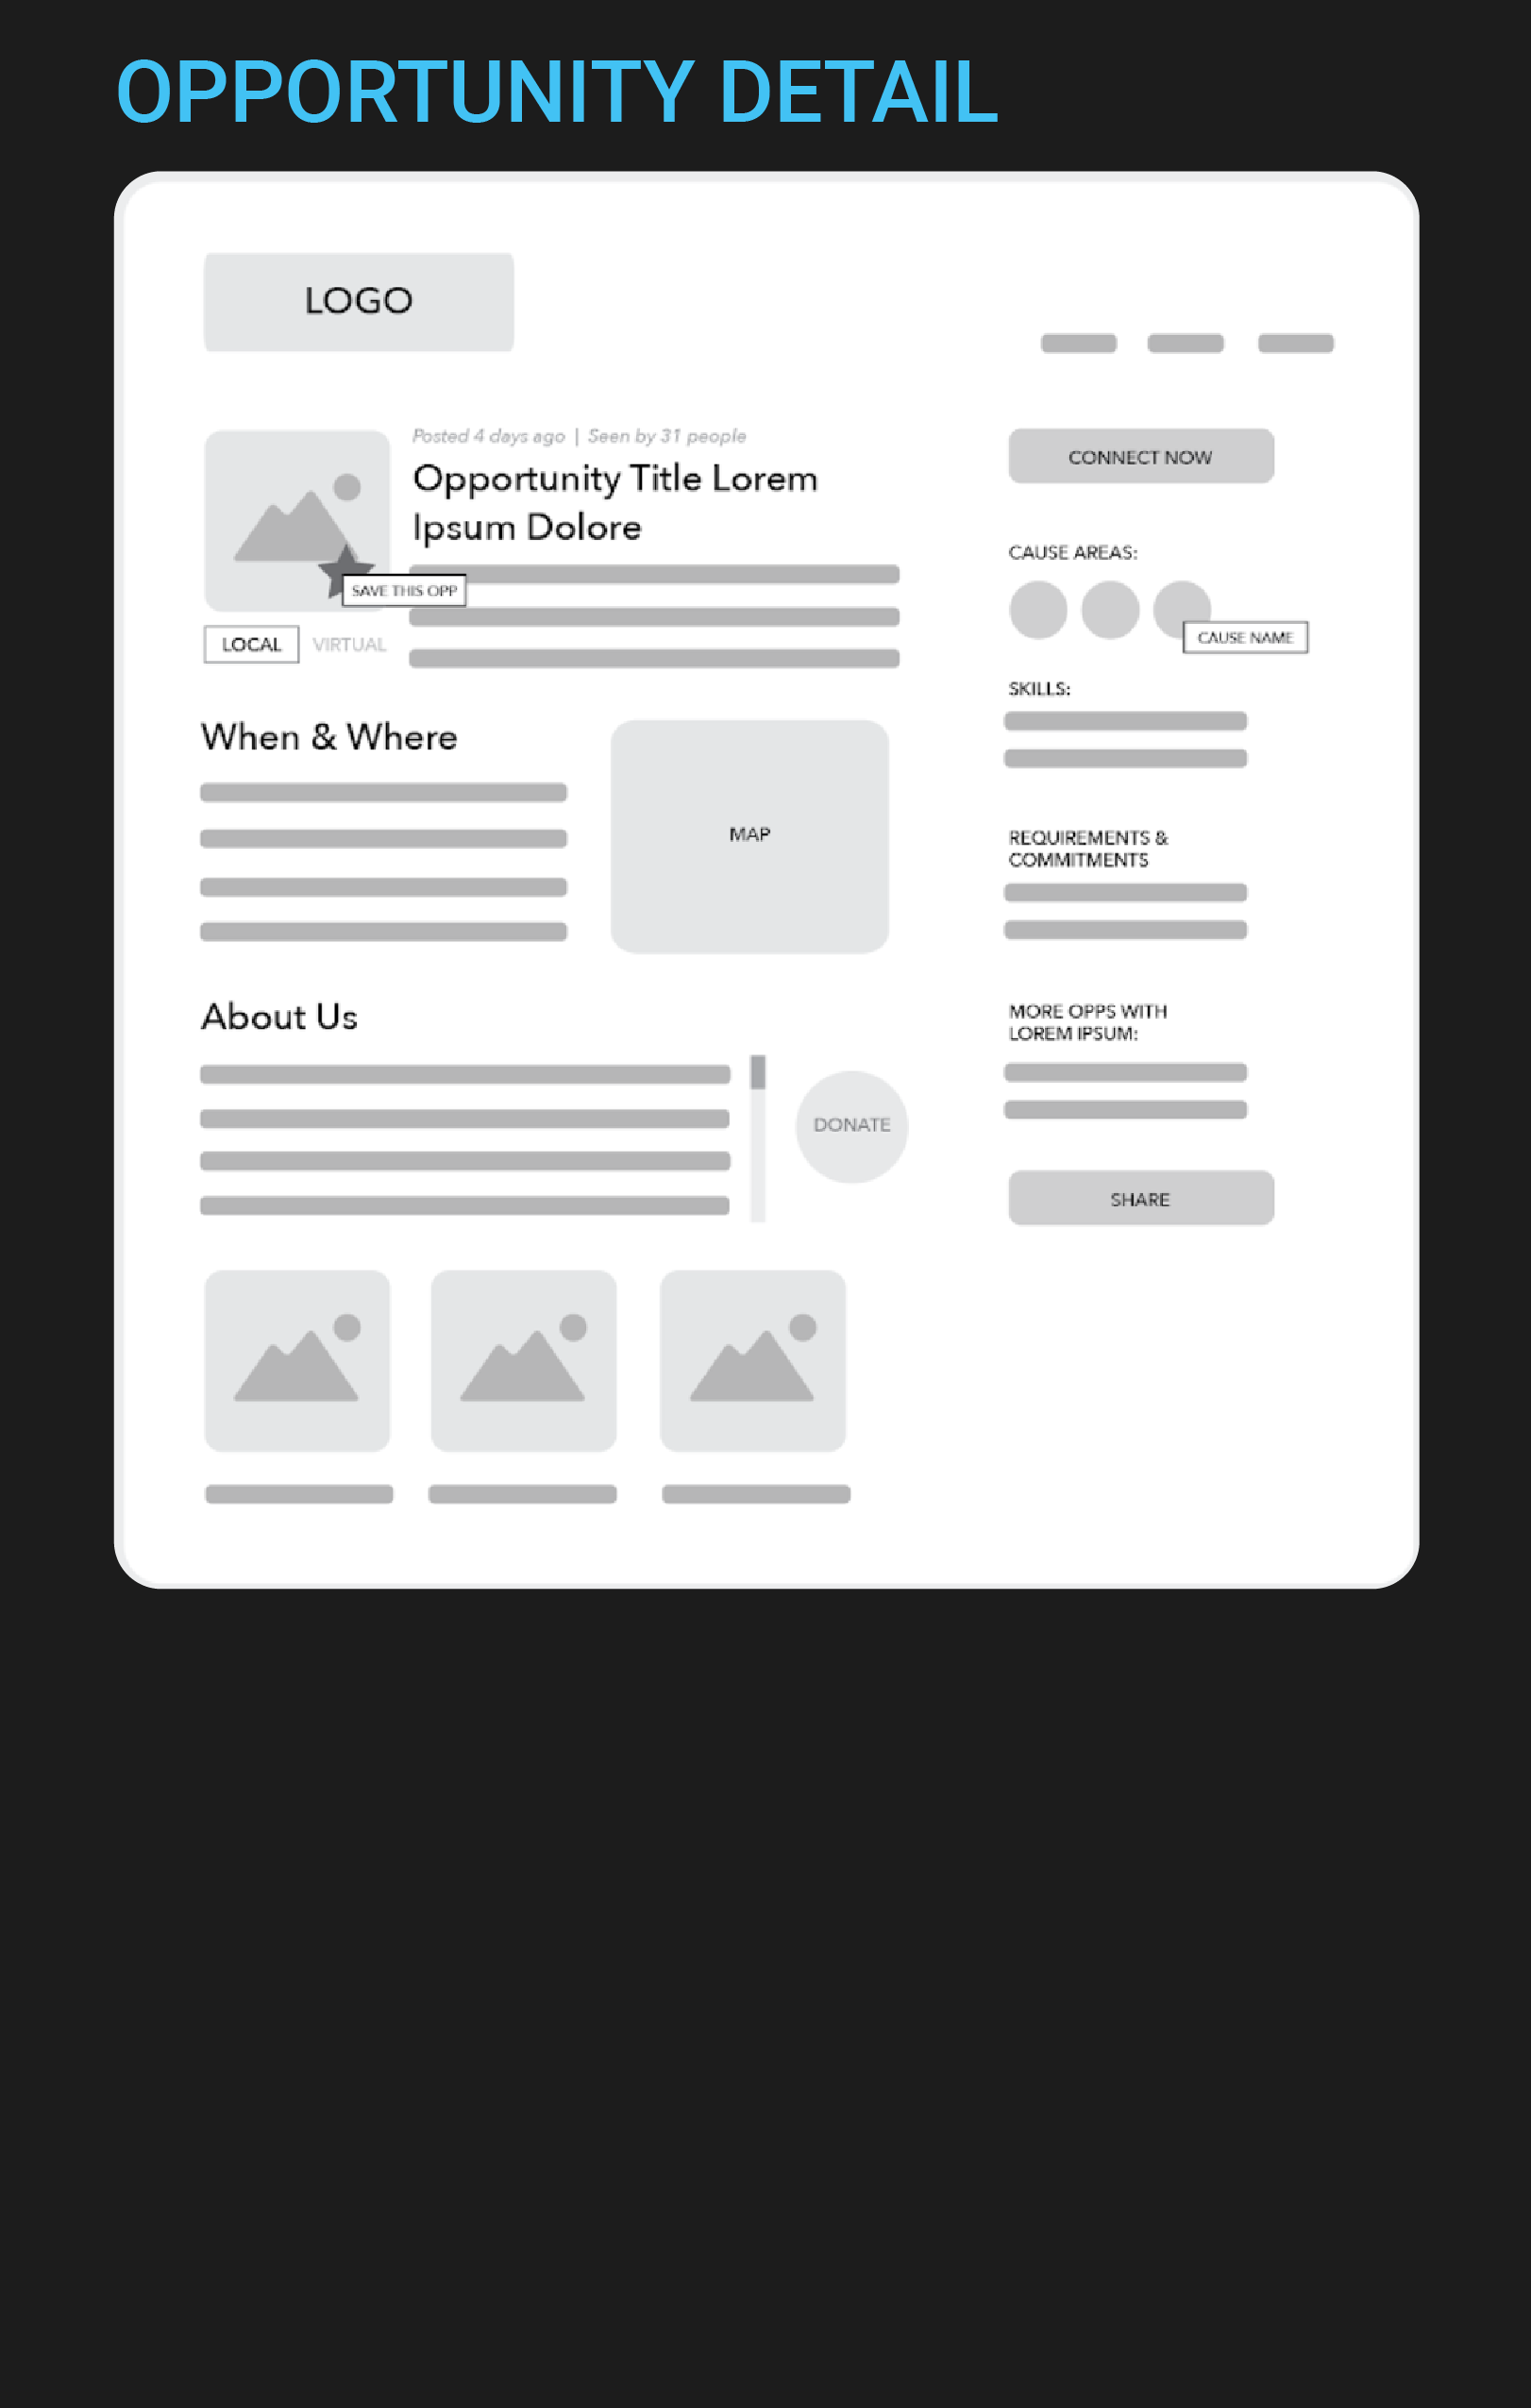 OPPORTUNITY DETAIL
LOGO
Posted 4 days ago | Seen by 31 people
Opportunity Title Lorem
Ipsum Dolore
SAVE THIS OPP
LOCAL VIRTUAL
When & Where
MAP
About Us
DONATE
CONNECT NOW
CAUSE AREAS:
CAUSE NAME
SKILLS:
REQUIREMENTS &
COMMITMENTS
MORE OPPS WITH
LOREM IPSUM:
SHARE